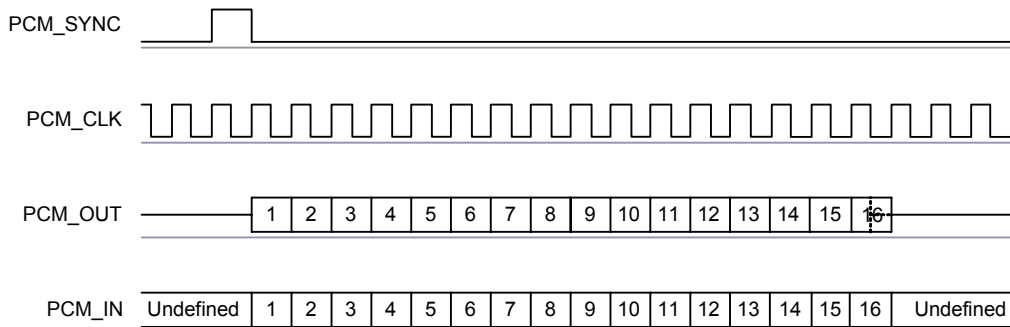 PCM_SYNC
PCM_CLK
PCM_OUT 1 2 3 4 5 6 7 8 9 10 11 12 13 14 15 16
PCM_IN Undefined 1 2 3 4 5 6 7 8 9 10 11 12 13 14 15 16 Undefined